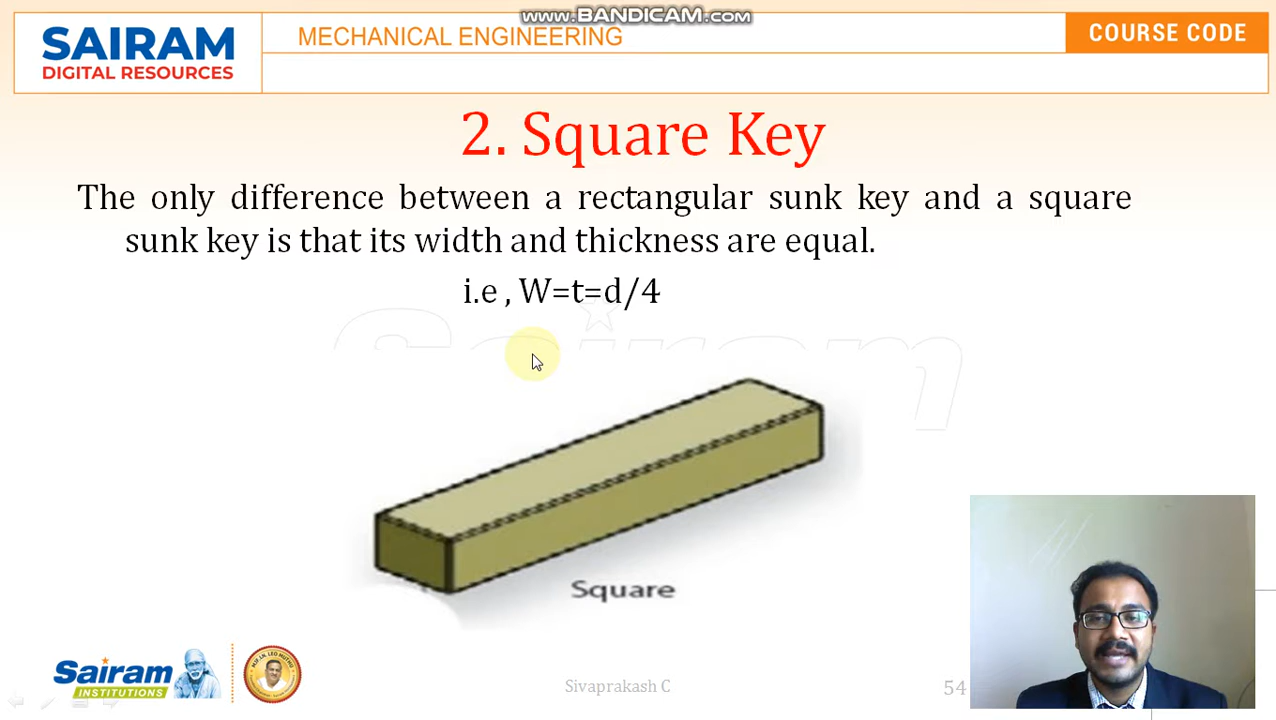 www.BANDICAM.com
SAIRAM
DIGITAL RESOURCES
MECHANICAL ENGINEERING
COURSE CODE
2. Square Key
The only difference between a rectangular sunk key and a square
sunk key is that its width and thickness are equal.
i.e , W=t=d/4
Sairam
Square
Sairam
INSTITUTIONS
Sivaprakash C
54